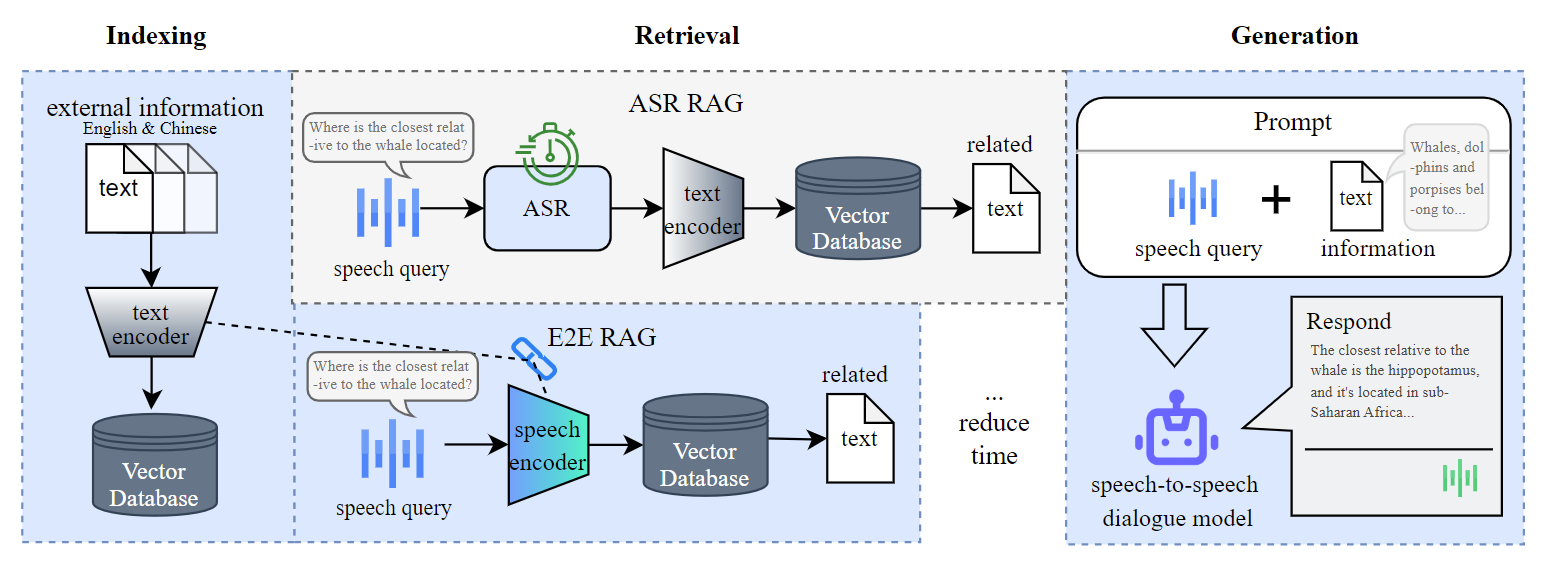 Indexing
Retrieval
Generation
external information
English & Chinese
text
text
encoder
Vector
Database
ASR RAG
Where is the closest relat
-ive to the whale located?
speech query
ASR
text
encoder
Vector
Database
related
text
E2E RAG
Where is the closest relat
-ive to the whale located?
speech query
speech
encoder
Vector
Database
related
text
...
reduce
time
Prompt
speech query
+
text
information
Whales, dol
-phins and
porpises bel
-ong to...
Respond
The closest relative to the
whale is the hippopotamus,
and it's located in sub-
Saharan Africa...
speech-to-speech
dialogue model